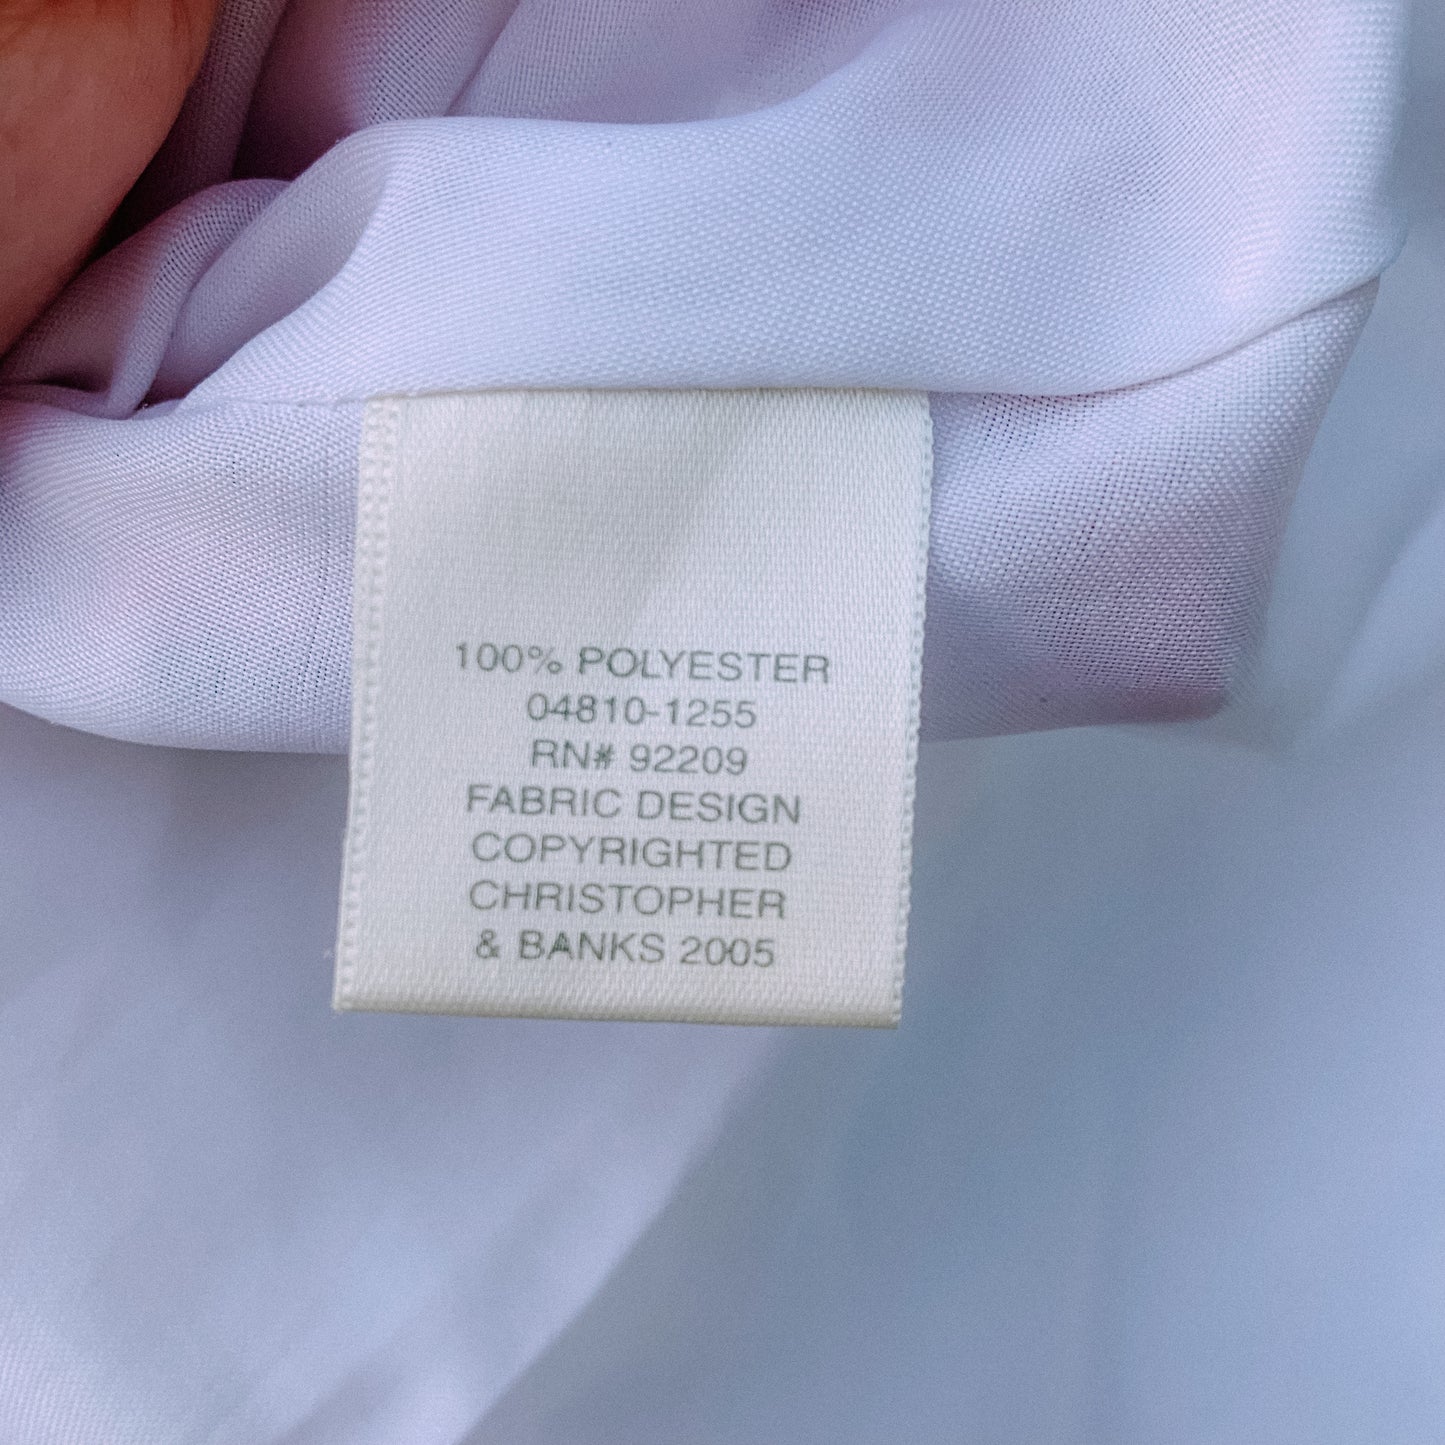 100% POLYESTER
04810-1255
RN# 92209
FABRIC DESIGN
COPYRIGHTED
CHRISTOPHER
& BANKS 2005